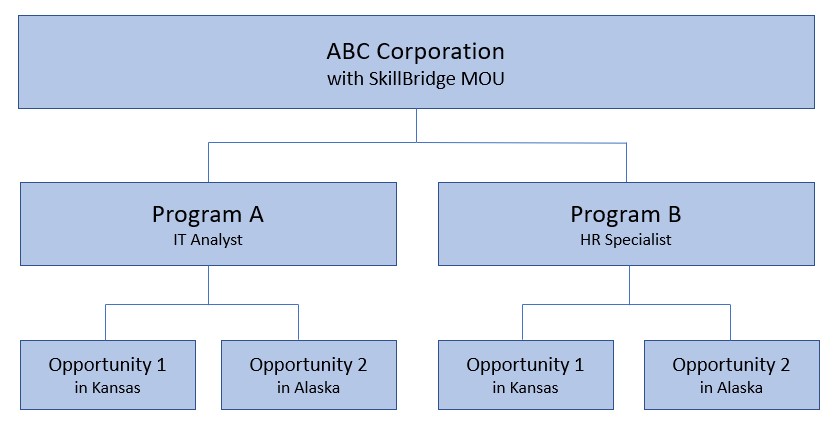 ABC Corporation
with SkillBridge MOU
Program A
IT Analyst
Program B
HR Specialist
Opportunity 1
in Kansas
Opportunity 2
in Alaska
Opportunity 1
in Kansas
Opportunity 2
in Alaska